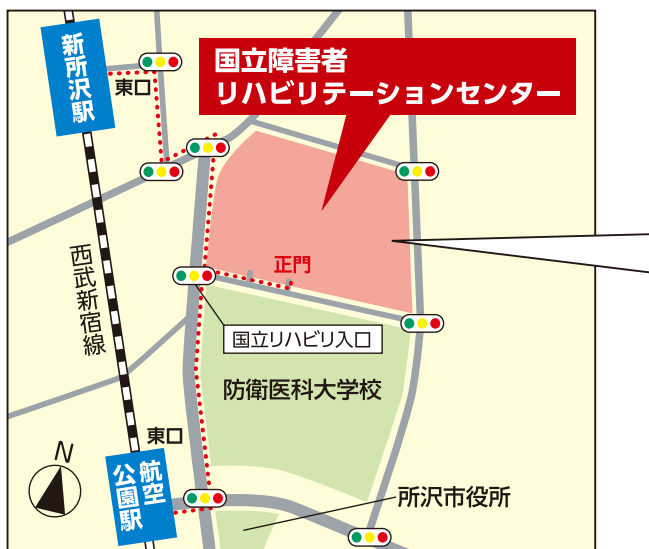 新所沢駅
東口
国立障害者
リハビリテーションセンター
西武新宿線
正門
国立リハビリ入口
防衛医科大学校
東口
N
航空
公園駅
所沢市役所